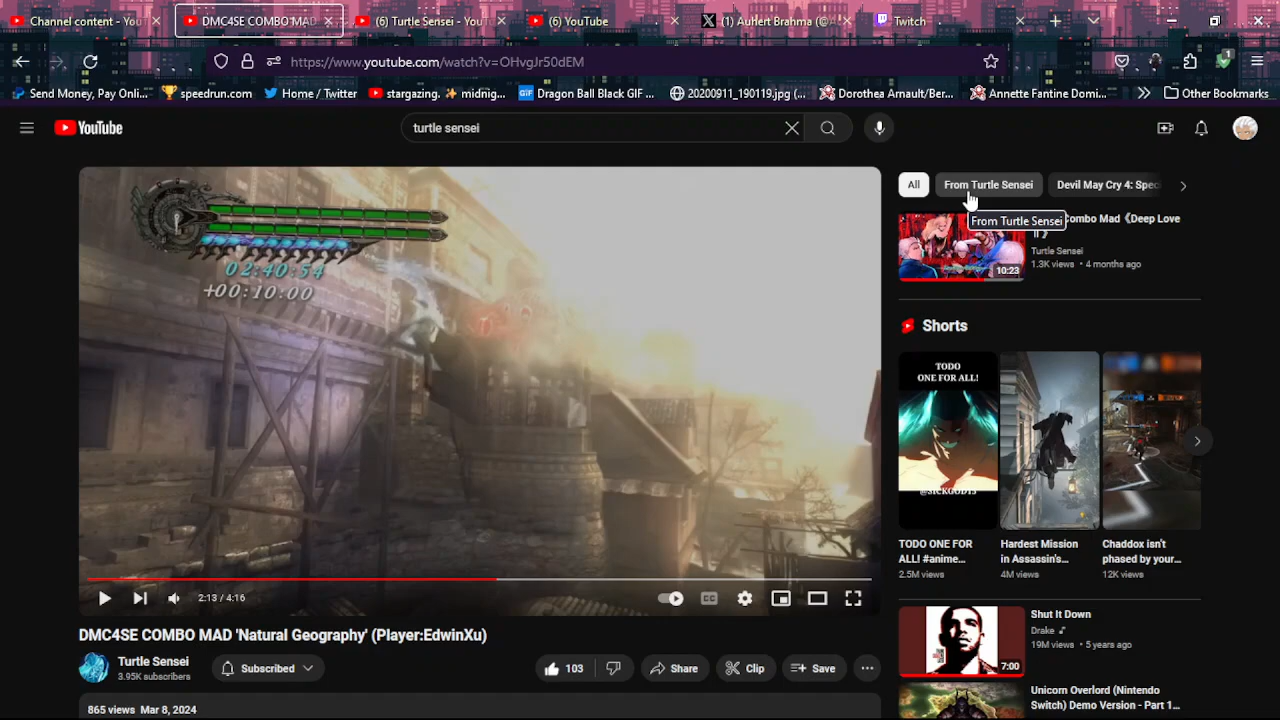 Channel content - You
DMC4SE COMBO MAD
(6) Turtle Sensei - You
(6) YouTube
Twitch
https://www.youtube.com/watch?v=OHvgJr50dEM
1
Send Money, Pay Onli...
speedrun.com
Home / Twitter
stargazing. ✨ midnig...
Dragon Ball Black GIF ...
20200911_190119.jpg (...
Dorothea Arnault/Ber...
Annette Fantine Domi...
Other Bookmarks
YouTube
turtle sensei
All
From Turtle Sensei
Devil May Cry 4: Speci
From Turtle Sensei
Combo Mad《Deep Love
Turtle Sensei
1.3K views • 4 months ago
10:23
02:40:54
+00:10:00
Shorts
TODO
ONE FOR ALL!
@SICKGOD15
TODO ONE FOR
ALL! #anime...
2.5M views
Hardest Mission
in Assassin's...
4M views
Chaddox isn't
phased by your...
12K views
2:13 / 4:16
CC
DMC4SE COMBO MAD 'Natural Geography' (Player:EdwinXu)
Turtle Sensei
3.95K subscribers
Subscribed
103
Share
Clip
Save
865 views Mar 8, 2024
Shut It Down
Drake ♪
19M views • 5 years ago
7:00
Unicorn Overlord (Nintendo
Switch) Demo Version - Part 1...